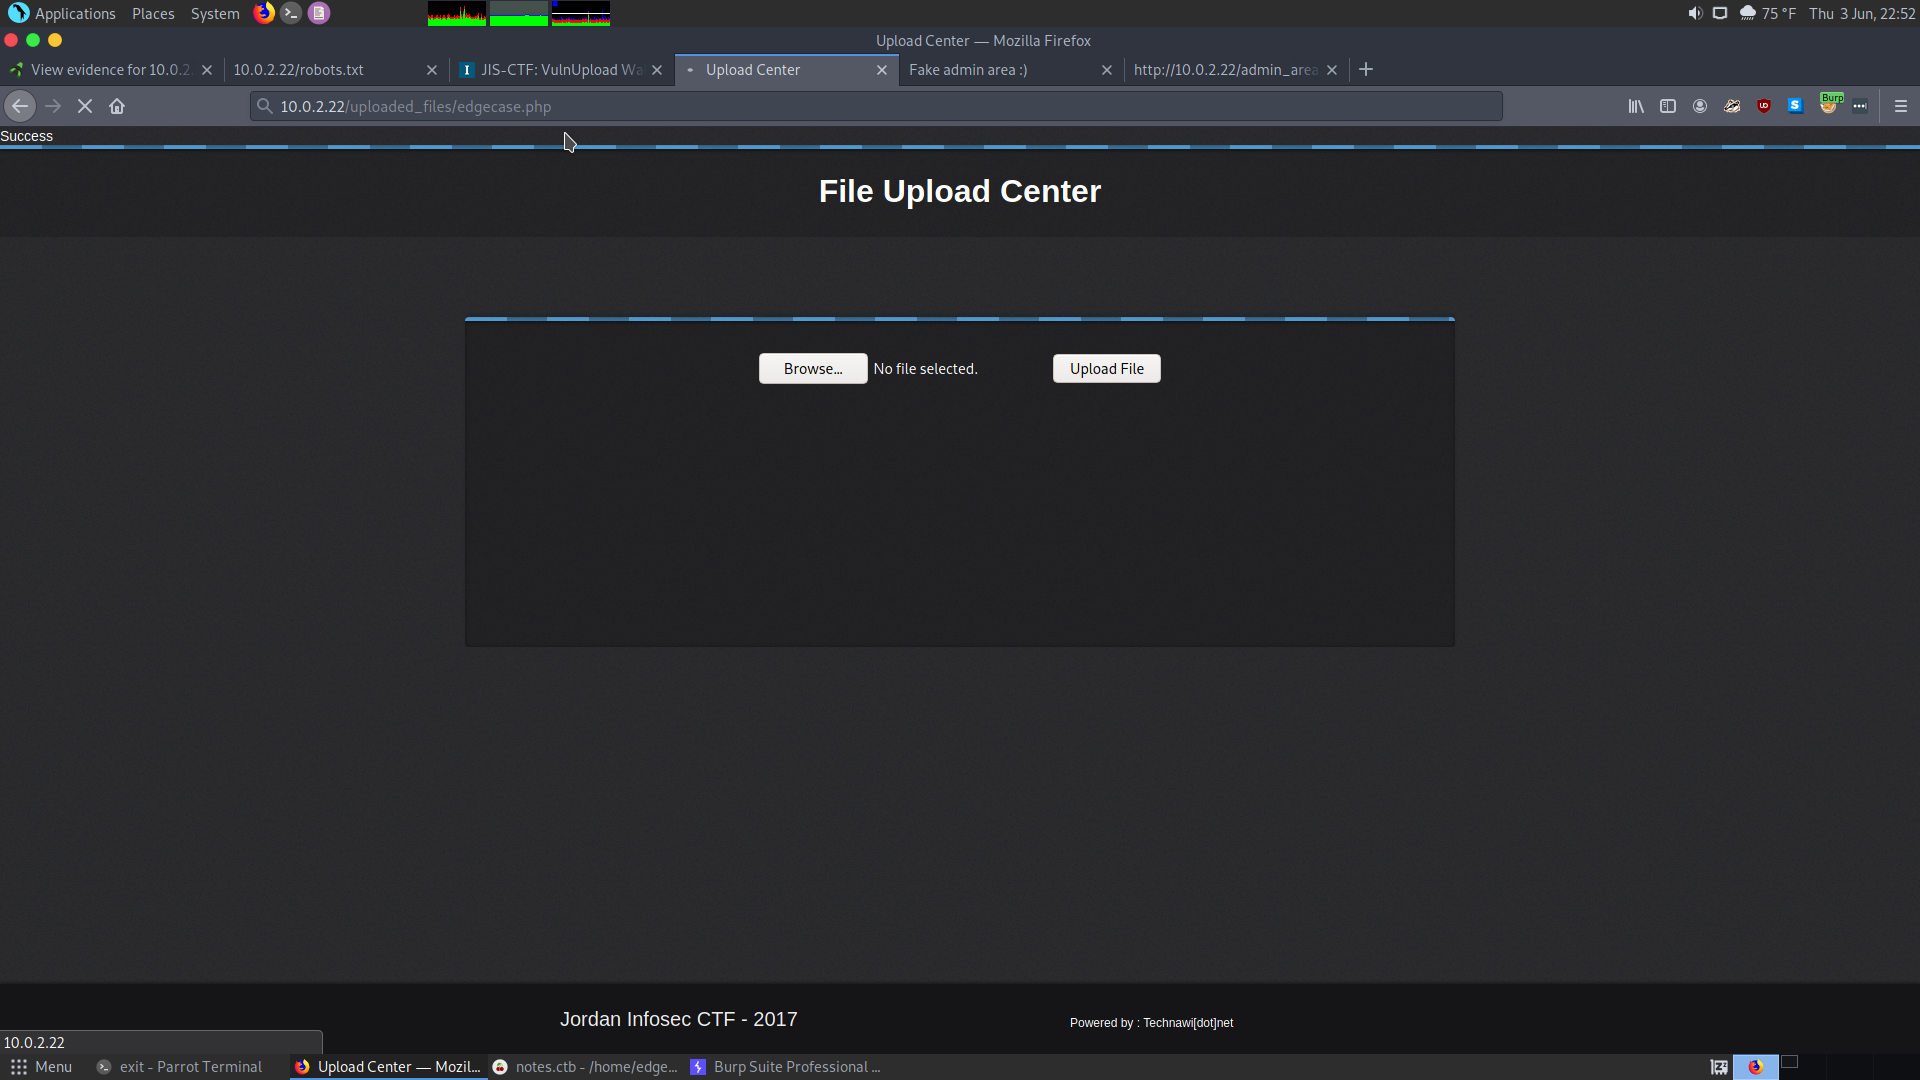 Applications Places System 75 °F Thu 3 Jun, 22:52
Upload Center — Mozilla Firefox
View evidence for 10.0.2. 10.0.2.22/robots.txt JIS-CTF: VulnUpload Wa Upload Center Fake admin area :) http://10.0.2.22/admin_area
10.0.2.22/uploaded_files/edgecase.php Burp
Success
File Upload Center
Browse... No file selected. Upload File
Jordan Infosec CTF - 2017 Powered by : Technawi[dot]net
10.0.2.22
Menu exit - Parrot Terminal Upload Center — Mozil... notes.ctb - /home/edge... Burp Suite Professional ...